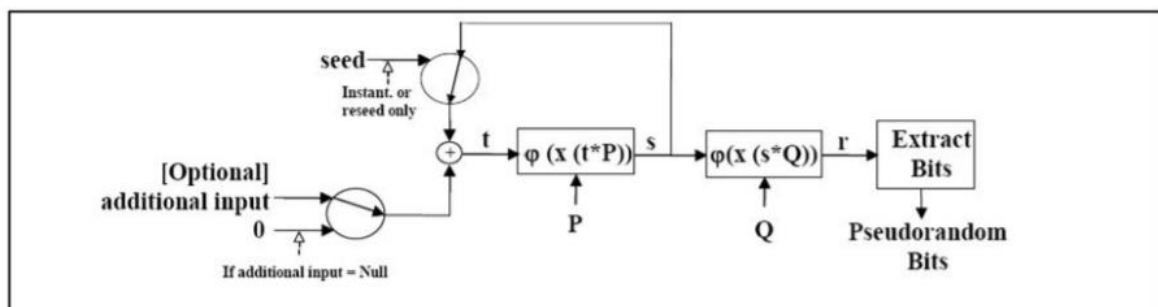 seed
Instant. or
reseed only
t
φ (x (t*P))
s
φ(x (s*Q))
r
Extract
Bits
+
[Optional]
additional input
0
P
Q
Pseudorandom
Bits
If additional input = Null